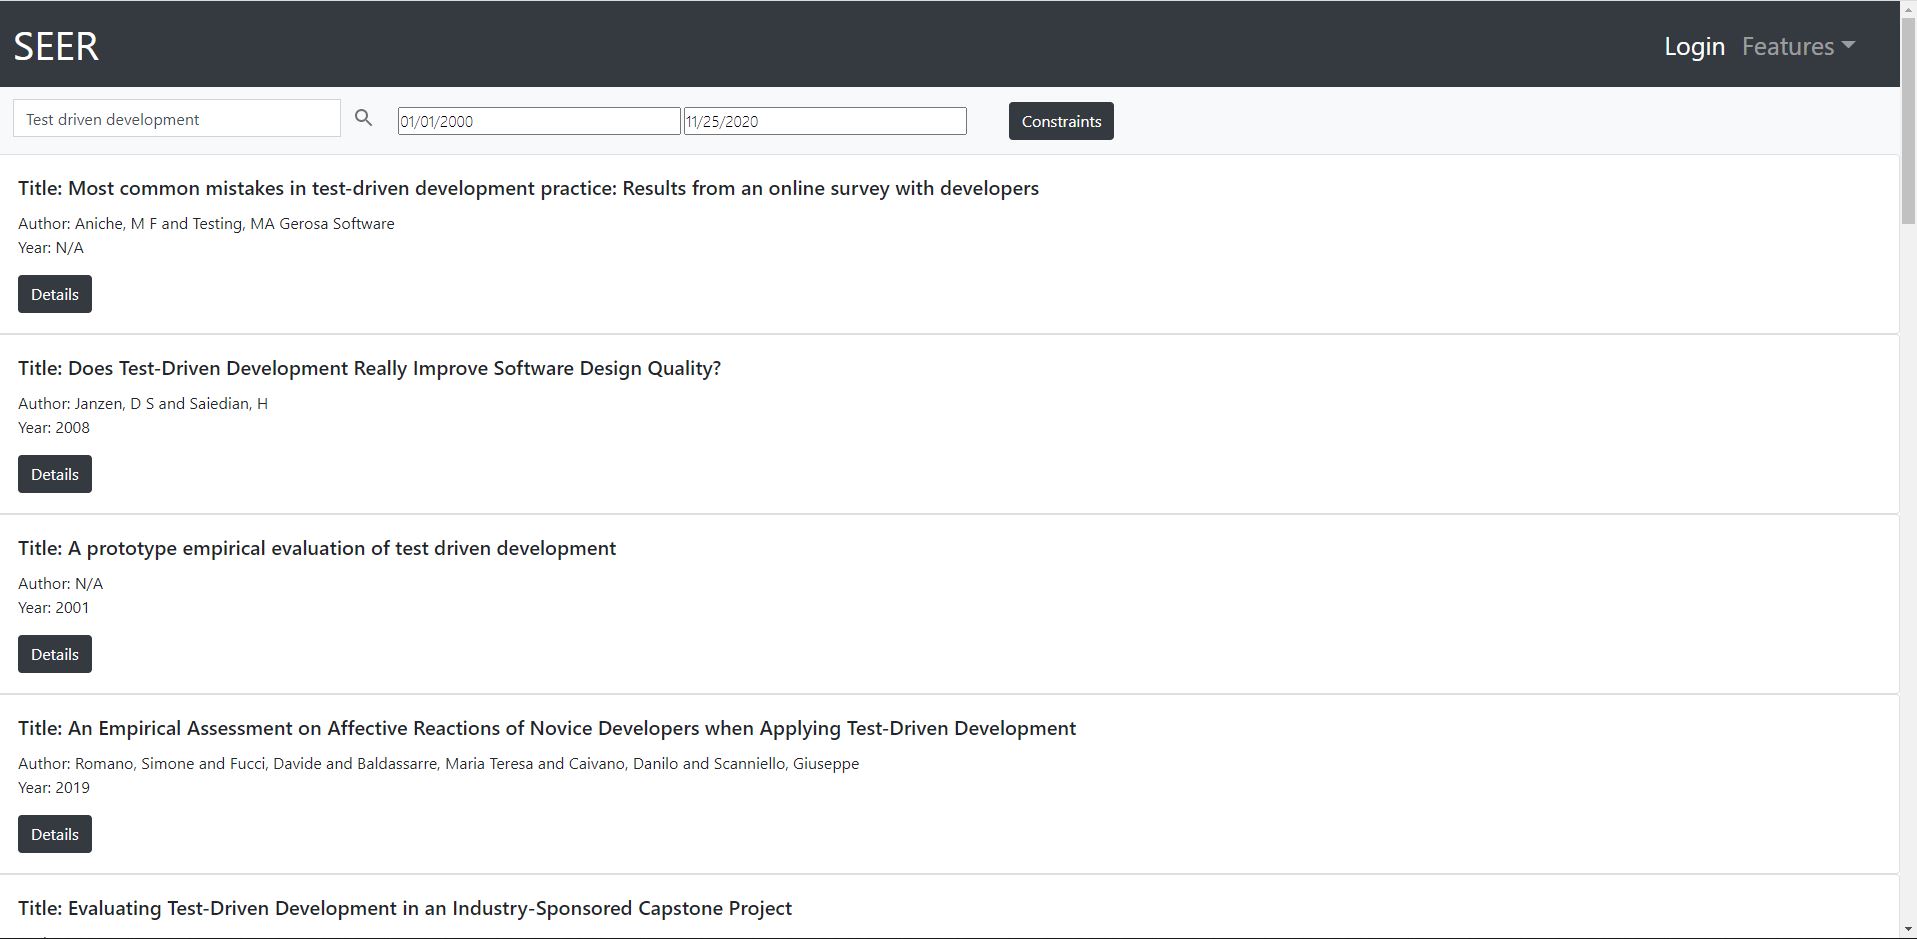 SEER
Login Features
Test driven development 01/01/2000 11/25/2020 Constraints
Title: Most common mistakes in test-driven development practice: Results from an online survey with developers
Author: Aniche, M F and Testing, MA Gerosa Software
Year: N/A
Details
Title: Does Test-Driven Development Really Improve Software Design Quality?
Author: Janzen, D S and Saiedian, H
Year: 2008
Details
Title: A prototype empirical evaluation of test driven development
Author: N/A
Year: 2001
Details
Title: An Empirical Assessment on Affective Reactions of Novice Developers when Applying Test-Driven Development
Author: Romano, Simone and Fucci, Davide and Baldassarre, Maria Teresa and Caivano, Danilo and Scanniello, Giuseppe
Year: 2019
Details
Title: Evaluating Test-Driven Development in an Industry-Sponsored Capstone Project